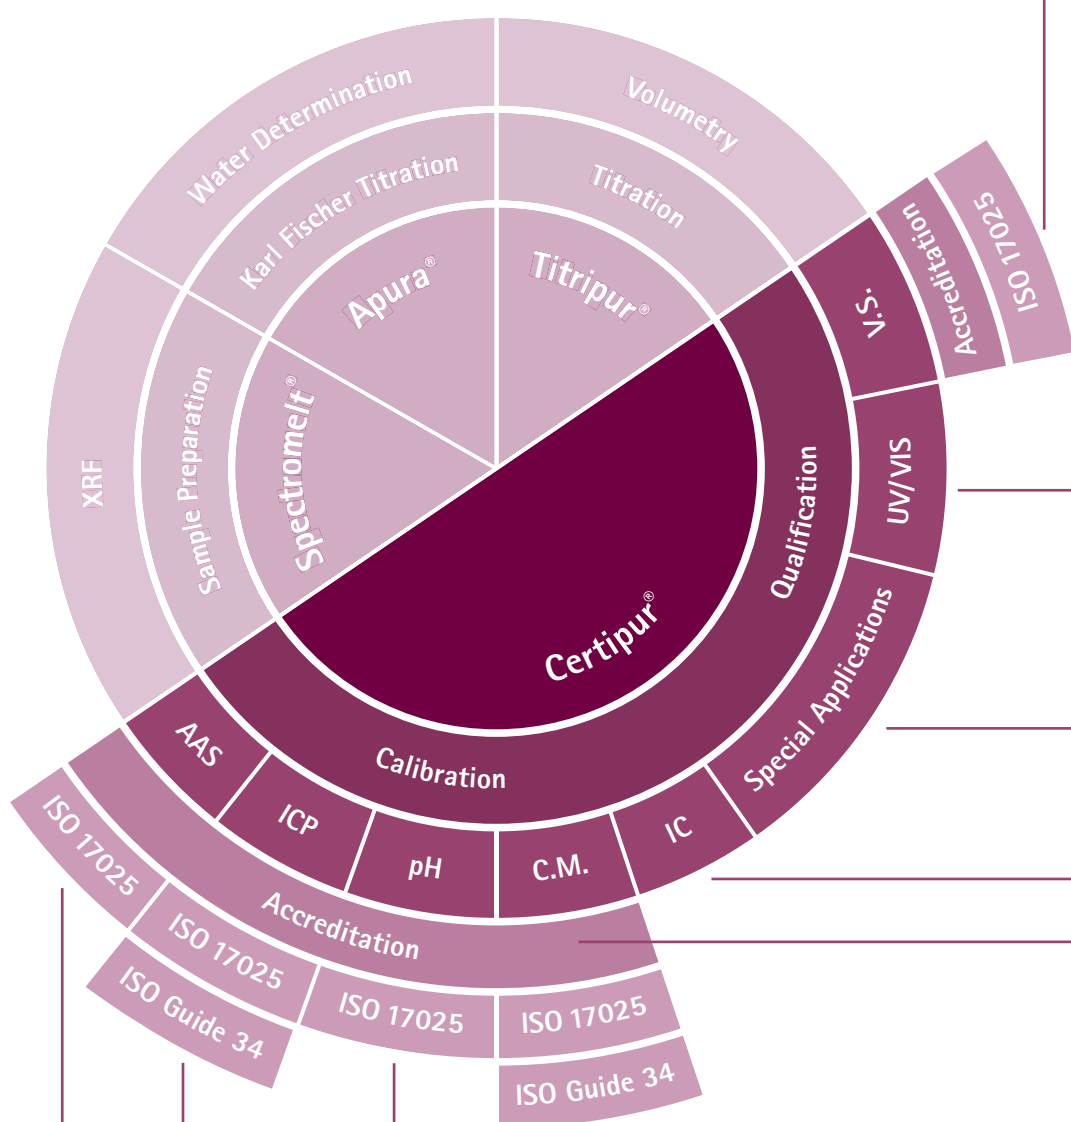 Water Determination
Volumetry
Karl Fischer Titration
Titration
Apura®
Titripur®
Accreditation
ISO 17025
V.S.
XRF
Sample Preparation
Spectromelt®
Qualification
UV/VIS
Certipur®
Special Applications
Calibration
AAS
ICP
pH
C.M.
IC
Accreditation
ISO 17025
ISO 17025
ISO 17025
ISO 17025
ISO Guide 34
ISO Guide 34